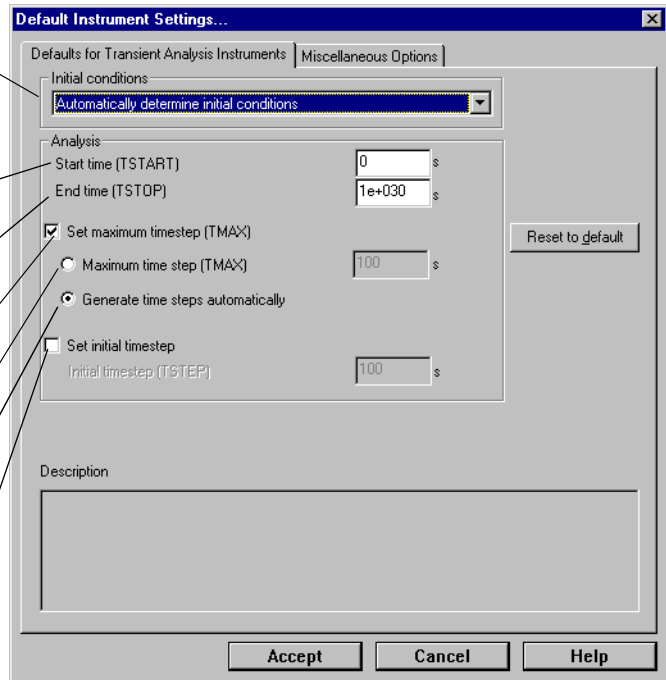 Default Instrument Settings...
Defaults for Transient Analysis Instruments
Miscellaneous Options
Initial conditions
Automatically determine initial conditions
Analysis
Start time (TSTART) 0 s
End time (TSTOP) 1e+030 s
Set maximum timestep (TMAX)
Reset to default
Maximum time step (TMAX) 100 s
Generate time steps automatically
Set initial timestep
Initial timestep (TSTEP) 100 s
Description
Accept
Cancel
Help